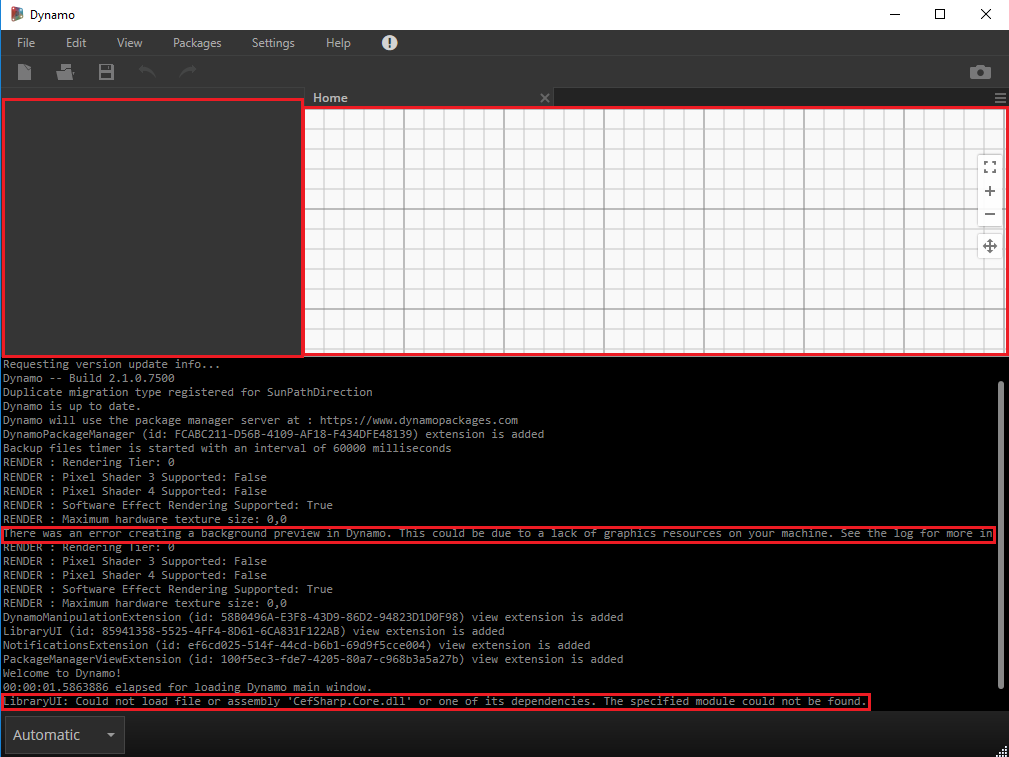 Dynamo
File Edit View Packages Settings Help
Home
Requesting version update info...
Dynamo -- Build 2.1.0.7500
Duplicate migration type registered for SunPathDirection
Dynamo is up to date.
Dynamo will use the package manager server at : https://www.dynamopackages.com
DynamoPackageManager (id: FCABC211-D56B-4109-AF18-F434DFE48139) extension is added
Backup files timer is started with an interval of 60000 milliseconds
RENDER : Rendering Tier: 0
RENDER : Pixel Shader 3 Supported: False
RENDER : Pixel Shader 4 Supported: False
RENDER : Software Effect Rendering Supported: True
RENDER : Maximum hardware texture size: 0,0
There was an error creating a background preview in Dynamo. This could be due to a lack of graphics resources on your machine. See the log for more in
RENDER : Rendering Tier: 0
RENDER : Pixel Shader 3 Supported: False
RENDER : Pixel Shader 4 Supported: False
RENDER : Software Effect Rendering Supported: True
RENDER : Maximum hardware texture size: 0,0
DynamoManipulationExtension (id: 58B0496A-E3F8-43D9-86D2-94823D1D0F98) view extension is added
LibraryUI (id: 85941358-5525-4FF4-8D61-6CA831F122AB) view extension is added
NotificationsExtension (id: ef6cd025-514f-44cd-b6b1-69d9f5cce004) view extension is added
PackageManagerViewExtension (id: 100f5ec3-fde7-4205-80a7-c968b3a5a27b) view extension is added
Welcome to Dynamo!
00:00:01.5863886 elapsed for loading Dynamo main window.
LibraryUI: Could not load file or assembly 'CefSharp.Core.dll' or one of its dependencies. The specified module could not be found.
Automatic